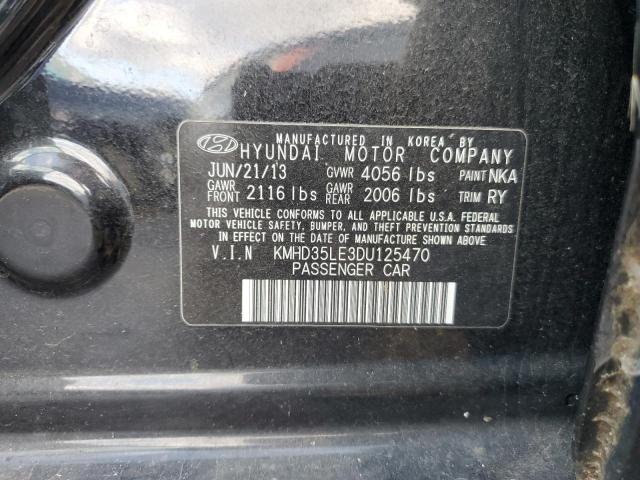 MANUFACTURED IN KOREA BY
HYUNDAI MOTOR COMPANY
JUN/21/13 GVWR 4056 lbs PAINT NKA
GAWR FRONT 2116 lbs GAWR REAR 2006 lbs TRIM RY
THIS VEHICLE CONFORMS TO ALL APPLICABLE U.S.A. FEDERAL
MOTOR VEHICLE SAFETY, BUMPER, AND THEFT PREVENTION STANDARDS
IN EFFECT ON THE DATE OF MANUFACTURE SHOWN ABOVE
V.I.N KMHD35LE3DU125470
PASSENGER CAR